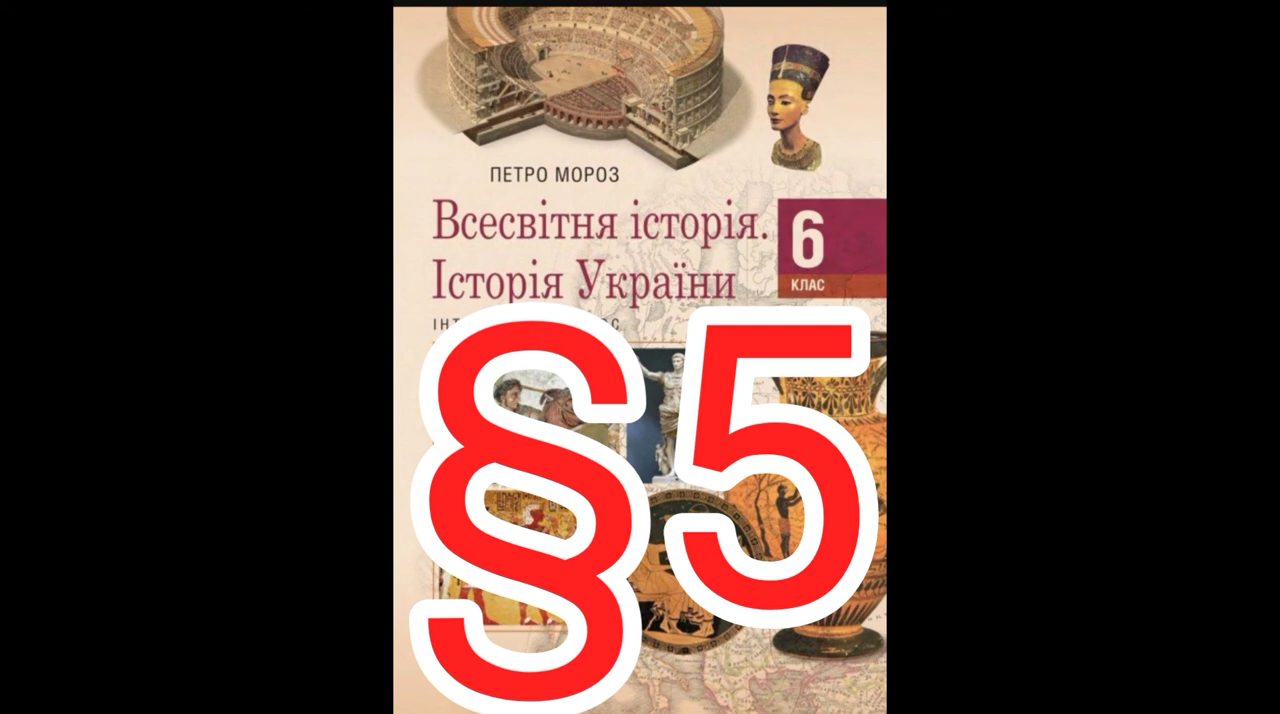 ПЕТРО МОРОЗ
Всесвітня історія.
Історія України
6
КЛАС
§5